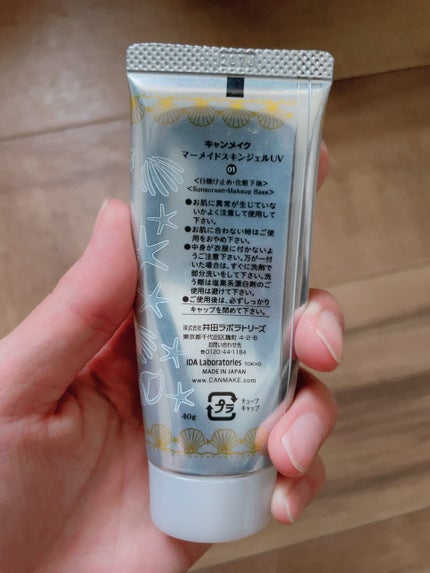 キャンメイク
マーメイドスキンジェルUV
01
<日焼け止め・化粧下地>
<Sunscreen・Makeup Base>
●お肌に異常が生じていな
いかよく注意して使用して
下さい。
●お肌に合わない時はご使
用をおやめ下さい。
●中身が衣服に付かないよ
うご注意下さい。万が一付
いた場合は、すぐに洗剤で
部分洗いをして下さい。洗
う際は塩素系漂白剤のご
使用は避けて下さい。
●ご使用後は、必ずしっかり
キャップを閉めて下さい。
株式会社 井田ラボラトリーズ
東京都千代田区麹町 4-2-6
お問い合わせ先
0120-44-1184
IDA Laboratories TOKYO
MADE IN JAPAN
www.CANMAKE.com
プラ
チューブ
キャップ
40g